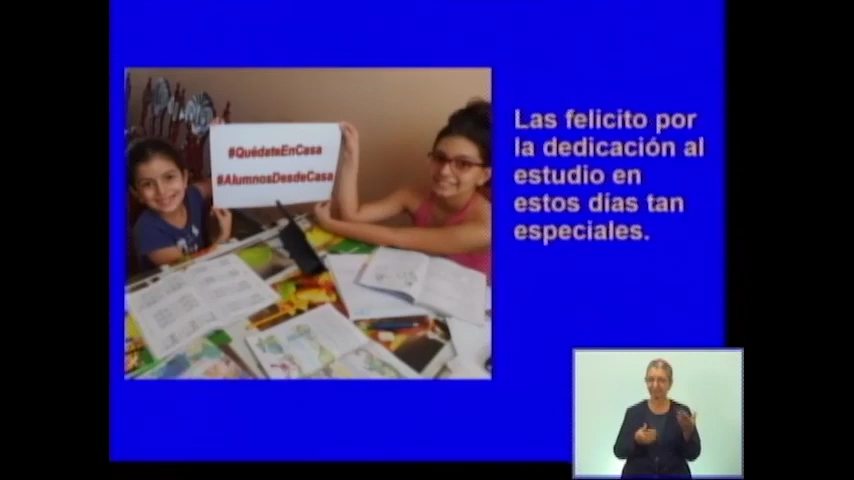 #QuédateEnCasa
#AlumnosDesdeCasa
Las felicito por
la dedicación al
estudio en
estos días tan
especiales.